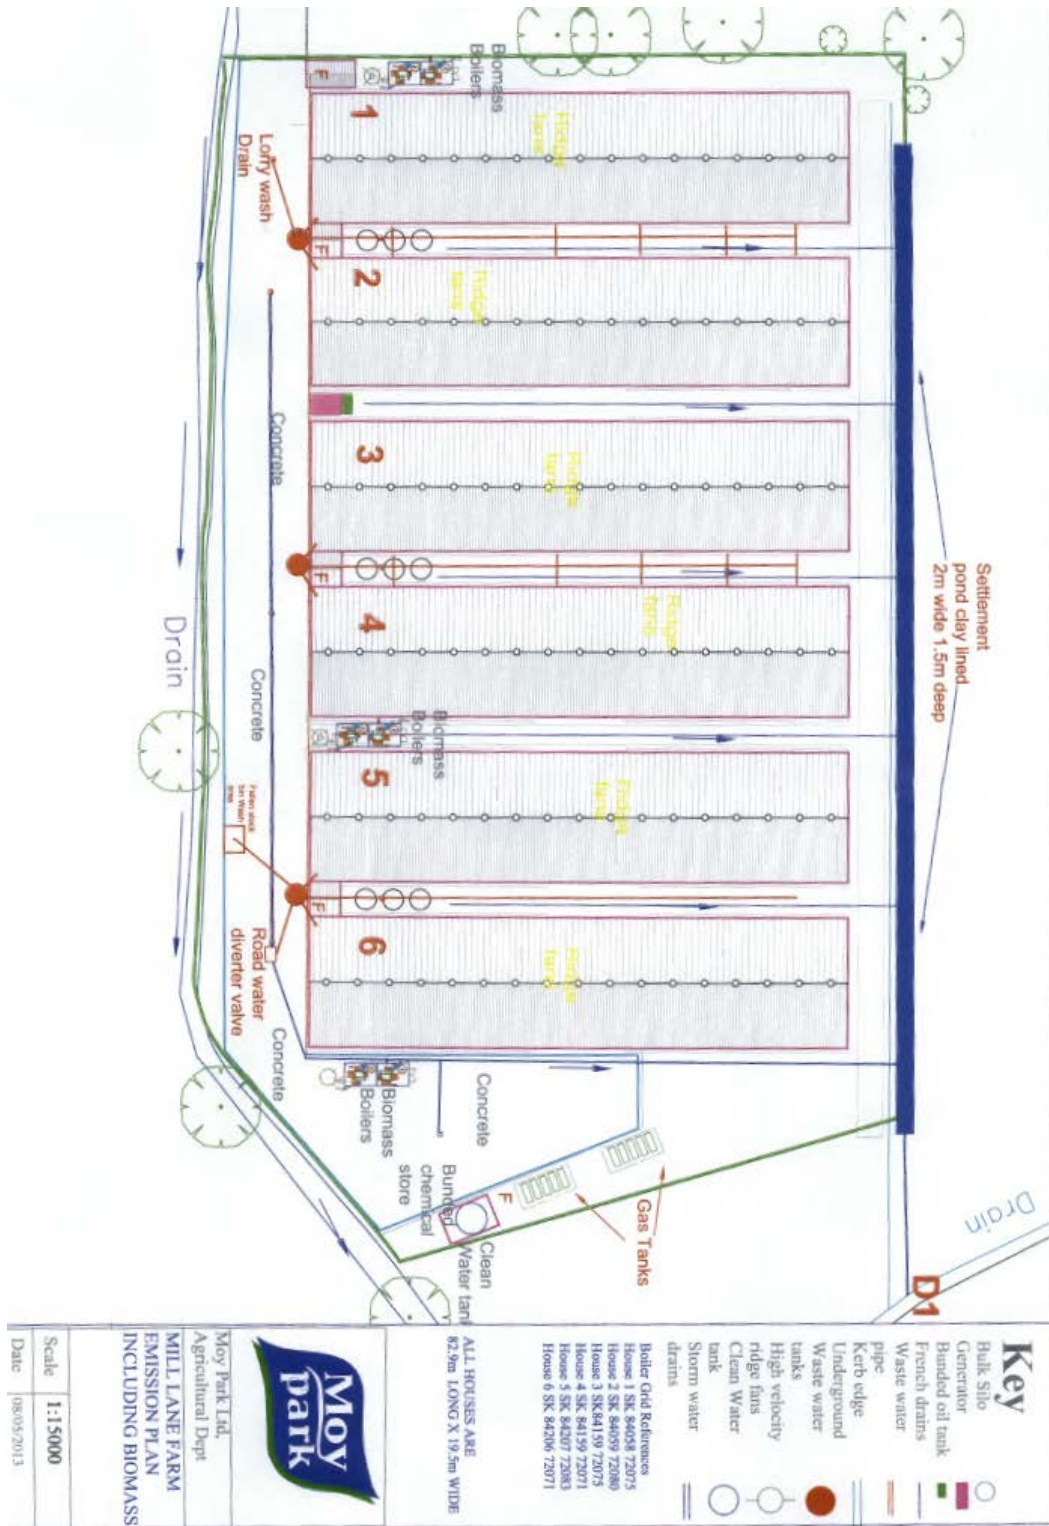 Biomass
Boilers
F
1
Ridge
fans
Lorry wash
Drain
F
2
Ridge
fans
Concrete
3
Ridge
fans
F
4
Ridge
fans
Settlement
pond clay lined
2m wide 1.5m deep
Drain
Concrete
Biomass
Boilers
5
Ridge
fans
Fallen stock
bin Wash
area
F
6
Ridge
fans
Road water
diverter valve
Concrete
Biomass
Boilers
Concrete
Bunded
chemical
store
F
Clean
Water tank
Gas Tanks
Drain
D1
Key
Bulk Silo
Generator
Bunded oil tank
French drains
Waste water
pipe
Kerb edge
Underground
Waste water
tanks
High velocity
ridge fans
Clean Water
tank
Storm water
drains
Boiler Grid References
House 1 SK 84058 72075
House 2 SK 84059 72080
House 3 SK84159 72075
House 4 SK 84159 72071
House 5 SK 84207 72083
House 6 SK 84206 72071
ALL HOUSES ARE
82.9m LONG X 19.5m WIDE
Moy
park
Moy Park Ltd,
Agricultural Dept
MILL LANE FARM
EMISSION PLAN
INCLUDING BIOMASS
Scale 1:15000
Date 08/05/2013